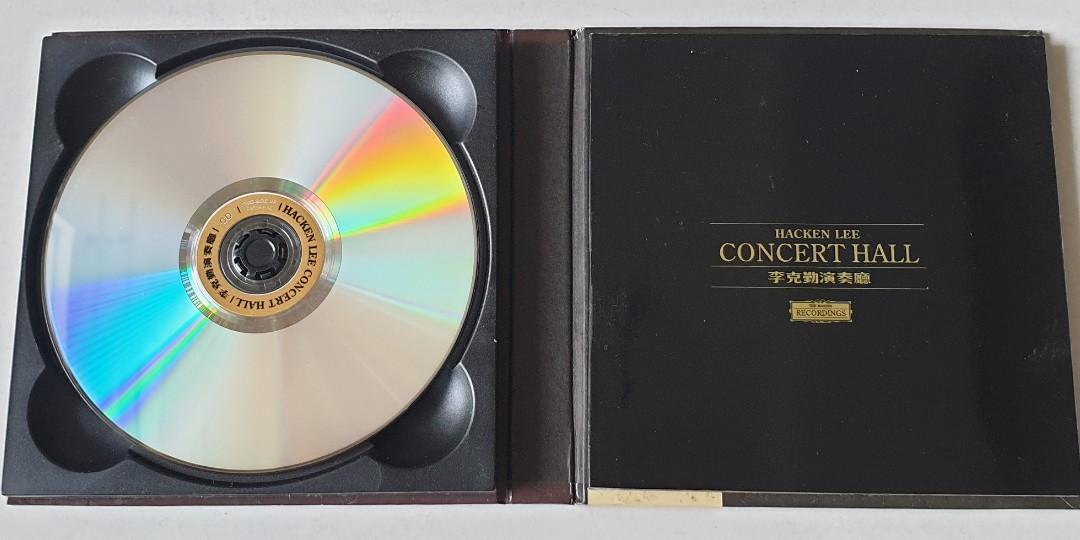 HACKEN LEE CONCERT HALL | 李克勤演奏廳 | CD |
HACKEN LEE
CONCERT HALL
李克勤演奏廳
RECORDINGS